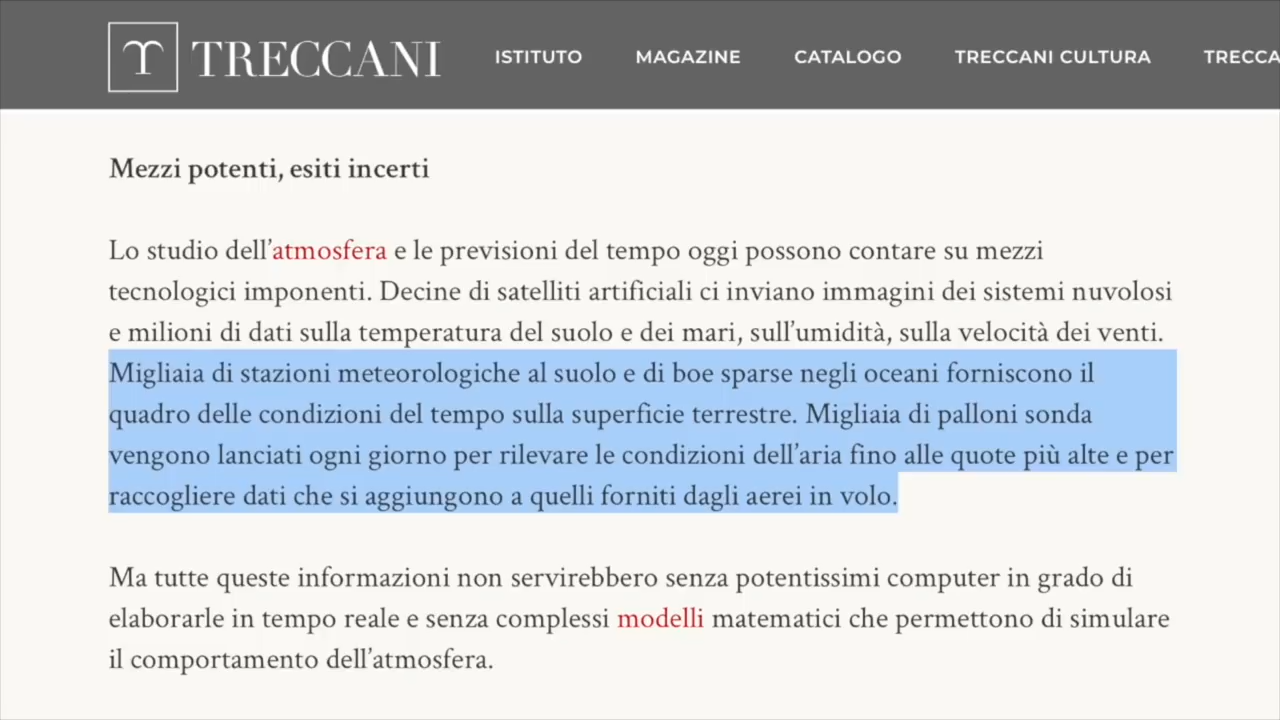 TRECCANI ISTITUTO MAGAZINE CATALOGO TRECCANI CULTURA TRECCA
Mezzi potenti, esiti incerti
Lo studio dell’atmosfera e le previsioni del tempo oggi possono contare su mezzi
tecnologici imponenti. Decine di satelliti artificiali ci inviano immagini dei sistemi nuvolosi
e milioni di dati sulla temperatura del suolo e dei mari, sull’umidità, sulla velocità dei venti.
Migliaia di stazioni meteorologiche al suolo e di boe sparse negli oceani forniscono il
quadro delle condizioni del tempo sulla superficie terrestre. Migliaia di palloni sonda
vengono lanciati ogni giorno per rilevare le condizioni dell’aria fino alle quote più alte e per
raccogliere dati che si aggiungono a quelli forniti dagli aerei in volo.
Ma tutte queste informazioni non servirebbero senza potentissimi computer in grado di
elaborarle in tempo reale e senza complessi modelli matematici che permettono di simulare
il comportamento dell’atmosfera.